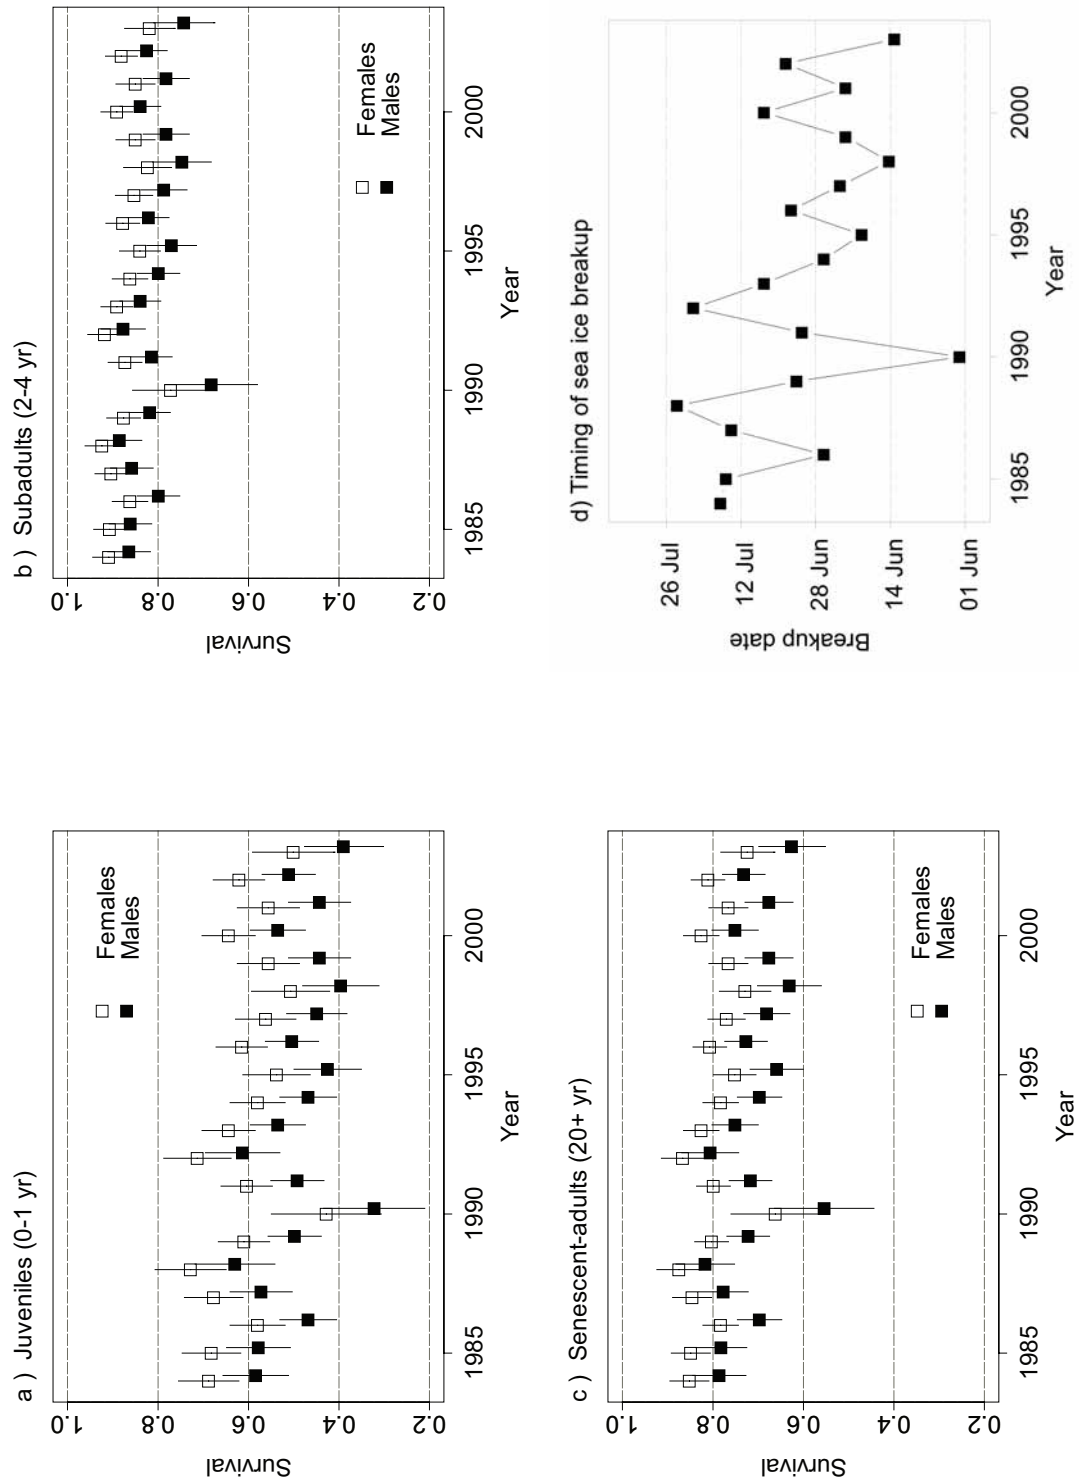 a )  Juveniles (0-1 yr)
Survival
1.0
0.8
0.6
0.4
0.2
Females
Males
1985
1990
1995
2000
Year
b )  Subadults (2-4 yr)
Survival
1.0
0.8
0.6
0.4
0.2
Females
Males
1985
1990
1995
2000
Year
c )  Senescent-adults (20+ yr)
Survival
1.0
0.8
0.6
0.4
0.2
Females
Males
1985
1990
1995
2000
Year
d) Timing of sea ice breakup
Breakup date
26 Jul
12 Jul
28 Jun
14 Jun
01 Jun
1985
1990
1995
2000
Year